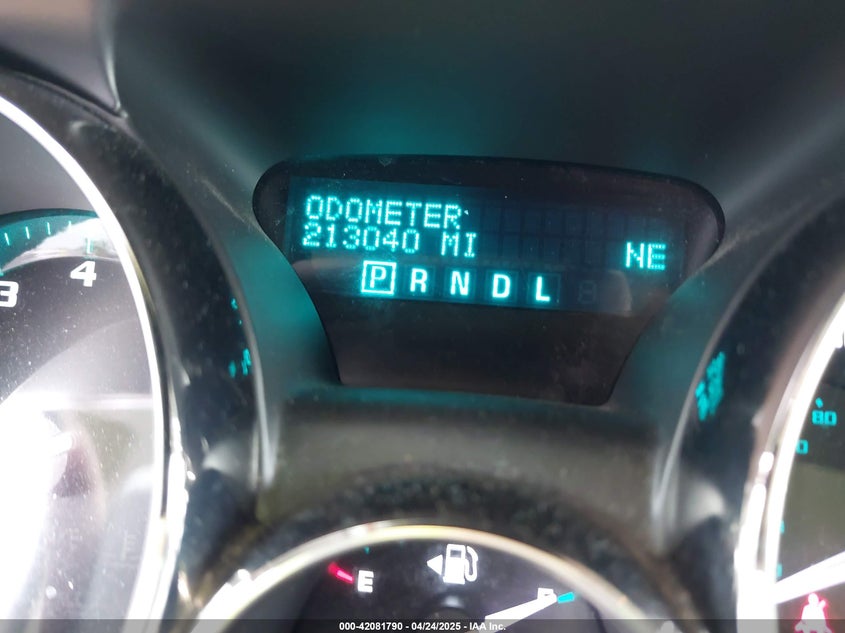 ODOMETER
213040 MI
NE
P R N D L
3
4
80
E
F
000-42081790 - 04/24/2025 - IAA Inc.